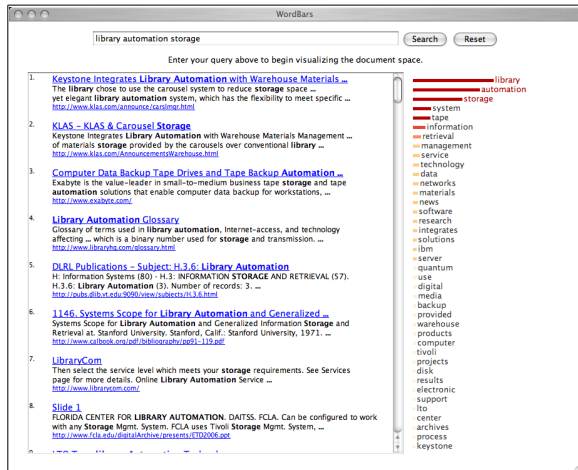 WordBars
library automation storage
Search
Reset
Enter your query above to begin visualizing the document space.
1. Keystone Integrates Library Automation with Warehouse Materials ...
The library chose to use the carousel system to reduce storage space ...
yet elegant library automation system, which has the flexibility to meet specific ...
http://www.klas.com/announce/carslmgr.html
2. KLAS – KLAS & Carousel Storage
Keystone Integrates Library Automation with Warehouse Materials Management ...
of materials storage provided by the carousels over conventional library ...
http://www.klas.com/AnnouncementsWarehouse.html
3. Computer Data Backup Tape Drives and Tape Backup Automation ...
Exabyte is the value-leader in small-to-medium business tape storage and tape
automation solutions that enable computer data backup for workstations, ...
http://www.exabyte.com/
4. Library Automation Glossary
Glossary of terms used in library automation, Internet-access, and technology
affecting ... which is a binary number used for storage and transmission. ...
http://www.libraryhq.com/glossary.html
5. DLRL Publications – Subject: H.3.6: Library Automation
H: Information Systems (80) - H.3: INFORMATION STORAGE AND RETRIEVAL (57).
H.3.6: Library Automation (3). Number of records: 3. ...
http://pubs.dlib.vt.edu:9090/view/subjects/H.3.6.html
6. 1146. Systems Scope for Library Automation and Generalized ...
Systems Scope for Library Automation and Generalized Information Storage and
Retrieval at. Stanford University. Stanford, Calif.: Stanford University, 1971. ...
http://www.calbook.org/pdf/bibliography/pp91-119.pdf
7. LibraryCom
Then select the service level which meets your storage requirements. See Services
page for more details. Online Library Automation Service ...
http://www.librarycom.com/
8. Slide 1
FLORIDA CENTER FOR LIBRARY AUTOMATION. DAITSS. FCLA. Can be configured to work
with any Storage Mgmt. System. FCLA uses Tivoli Storage Mgmt. System, ...
http://www.fcla.edu/digitalArchive/presents/ETD2006.ppt
library
automation
storage
system
tape
information
retrieval
management
service
technology
data
networks
materials
news
software
research
integrates
solutions
ibm
server
quantum
use
digital
media
backup
provided
warehouse
products
computer
tivoli
projects
disk
results
electronic
support
lto
center
archives
process
keystone